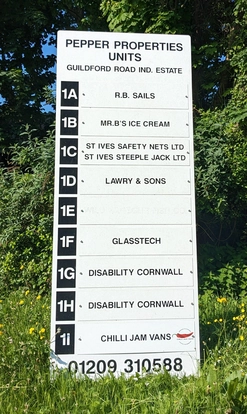 PEPPER PROPERTIES
UNITS
GUILDFORD ROAD IND. ESTATE
1A R.B. SAILS
1B MR.B'S ICE CREAM
1C ST IVES SAFETY NETS LTD
ST IVES STEEPLE JACK LTD
1D LAWRY & SONS
1E
1F GLASSTECH
1G DISABILITY CORNWALL
1H DISABILITY CORNWALL
1i CHILLI JAM VANS
01209 310588